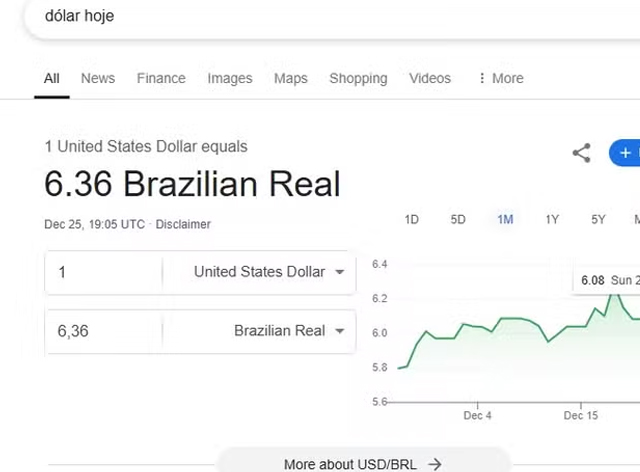 dólar hoje
All News Finance Images Maps Shopping Videos More
1 United States Dollar equals
6.36 Brazilian Real
Dec 25, 19:05 UTC · Disclaimer
1 United States Dollar
6,36 Brazilian Real
1D 5D 1M 1Y 5Y
6.4
6.08 Sun 2
6.2
6.0
5.8
5.6
Dec 4 Dec 15
More about USD/BRL